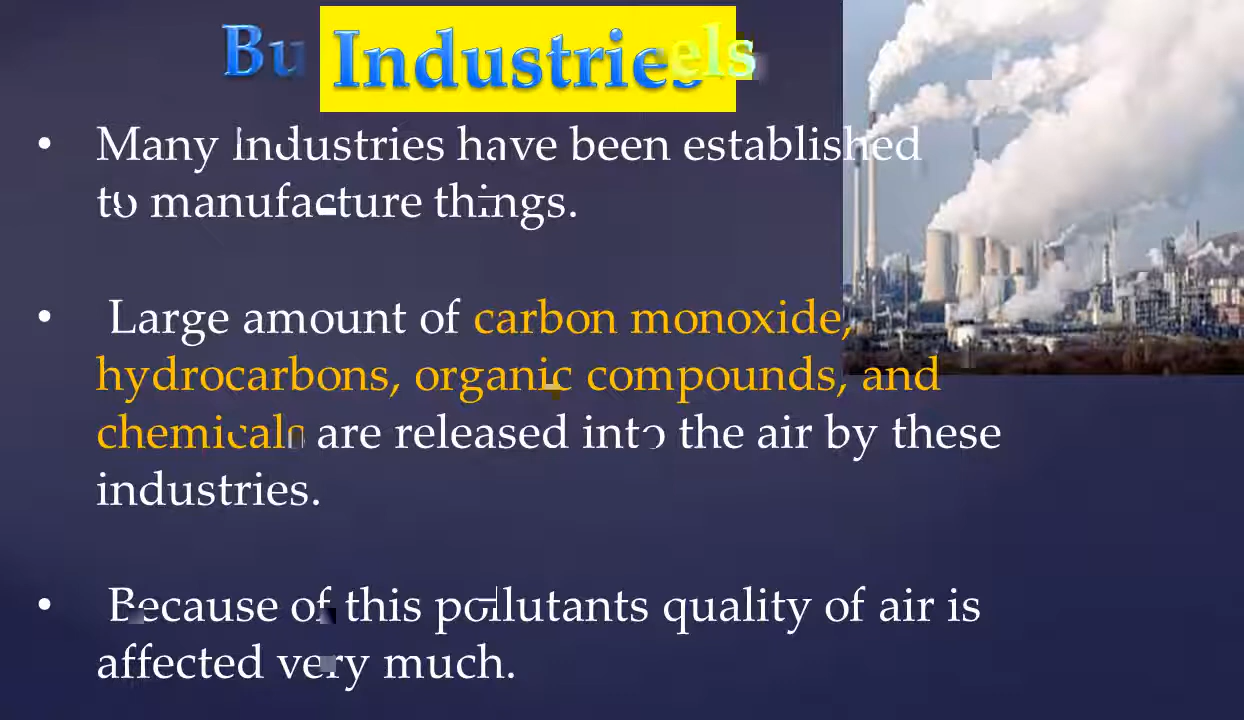 Industries
• Many Industries have been established
to manufacture things.
• Large amount of carbon monoxide,
hydrocarbons, organic compounds, and
chemicals are released into the air by these
industries.
• Because of this pollutants quality of air is
affected very much.